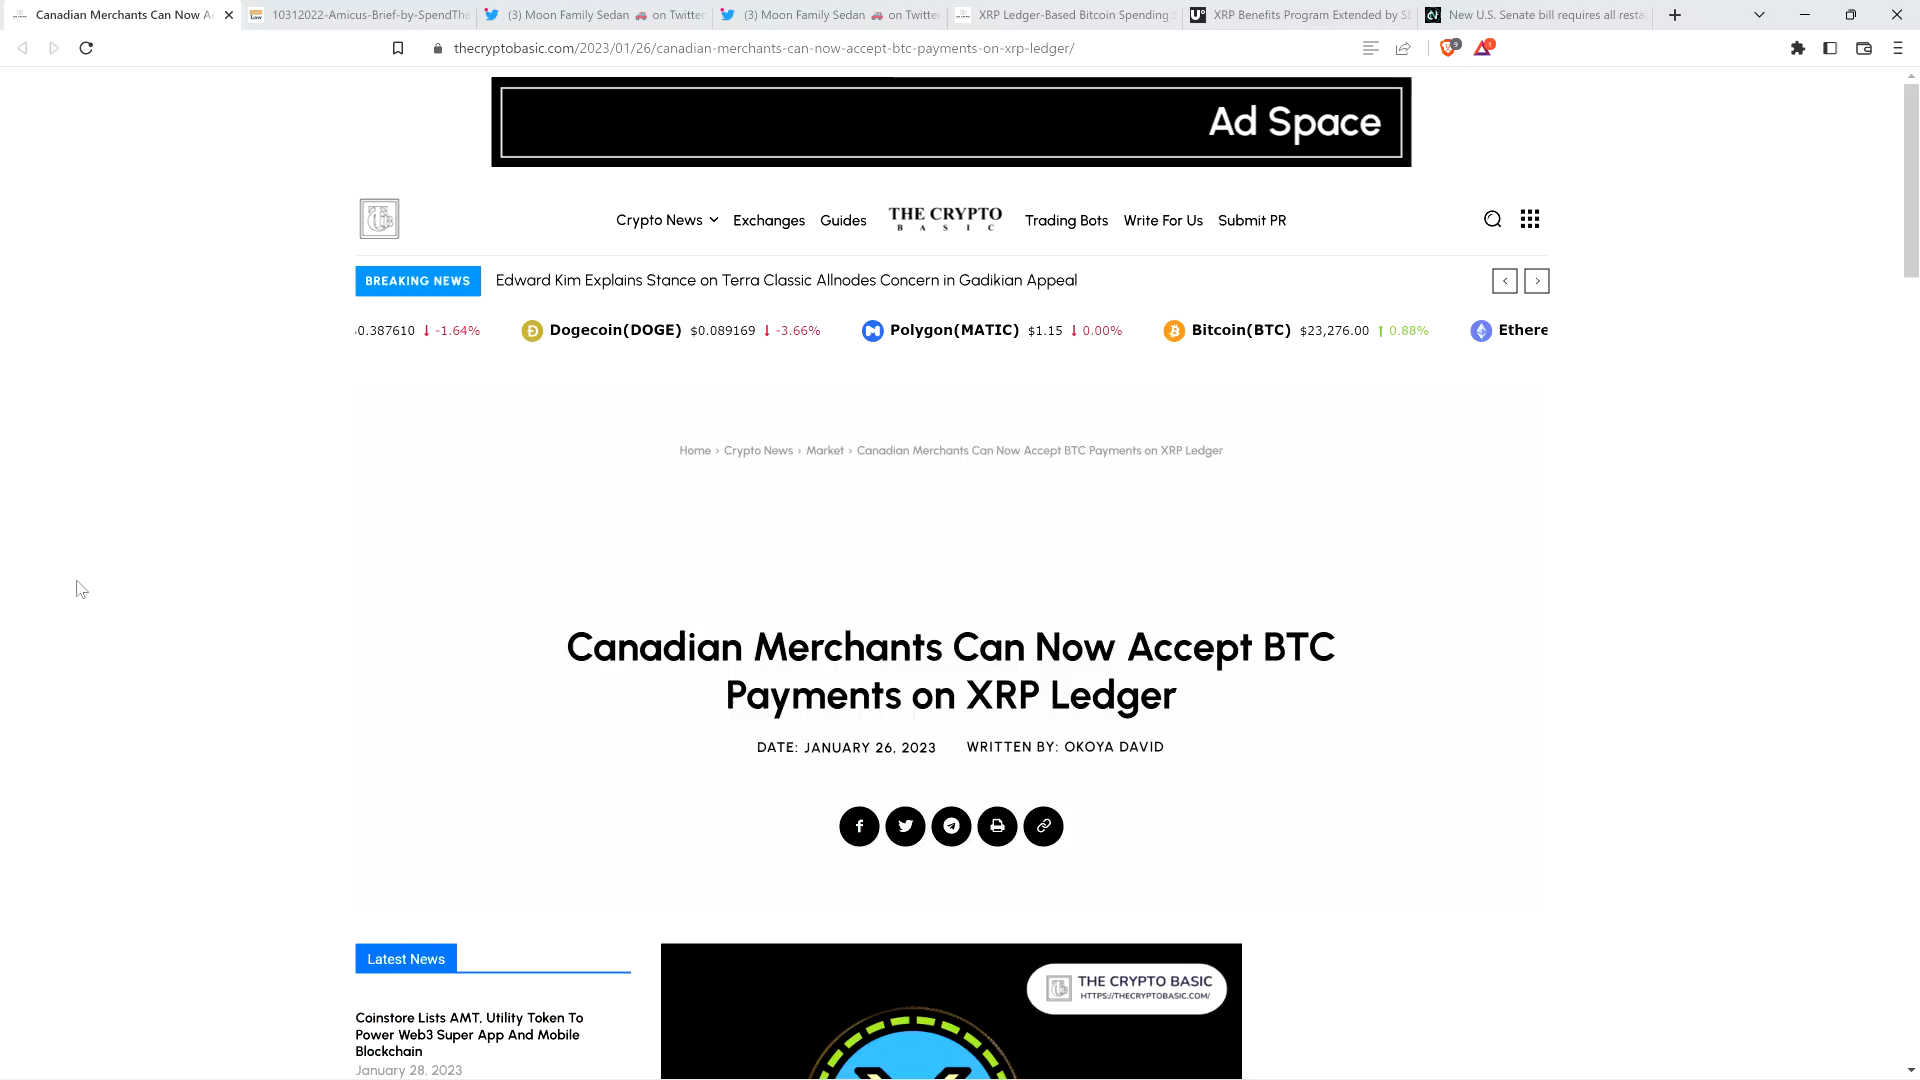 Canadian Merchants Can Now A
10312022-Amicus-Brief-by-SpendThe
(3) Moon Family Sedan 🚗 on Twitter
(3) Moon Family Sedan 🚗 on Twitter
XRP Ledger-Based Bitcoin Spending
XRP Benefits Program Extended by SB
New U.S. Senate bill requires all resta
thecryptobasic.com/2023/01/26/canadian-merchants-can-now-accept-btc-payments-on-xrp-ledger/
9
1
Ad Space
Crypto News
Exchanges
Guides
THE CRYPTO
BASIC
Trading Bots
Write For Us
Submit PR
BREAKING NEWS
Edward Kim Explains Stance on Terra Classic Allnodes Concern in Gadikian Appeal
0.387610 ↓ -1.64%
Dogecoin(DOGE) $0.089169 ↓ -3.66%
Polygon(MATIC) $1.15 ↓ 0.00%
Bitcoin(BTC) $23,276.00 ↑ 0.88%
Ethere
Home › Crypto News › Market › Canadian Merchants Can Now Accept BTC Payments on XRP Ledger
Canadian Merchants Can Now Accept BTC
Payments on XRP Ledger
DATE: JANUARY 26, 2023
WRITTEN BY: OKOYA DAVID
Latest News
Coinstore Lists AMT, Utility Token To
Power Web3 Super App And Mobile
Blockchain
January 28, 2023
THE CRYPTO BASIC
HTTPS://THECRYPTOBASIC.COM/